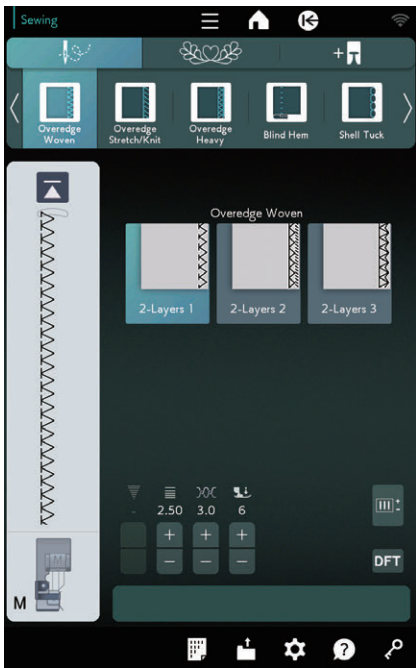 Sewing
Overedge
Woven
Overedge
Stretch/Knit
Overedge
Heavy
Blind Hem
Shell Tuck
Overedge Woven
2-Layers 1
2-Layers 2
2-Layers 3
- 2.50 3.0 6
+ + +
− − −
DFT
M